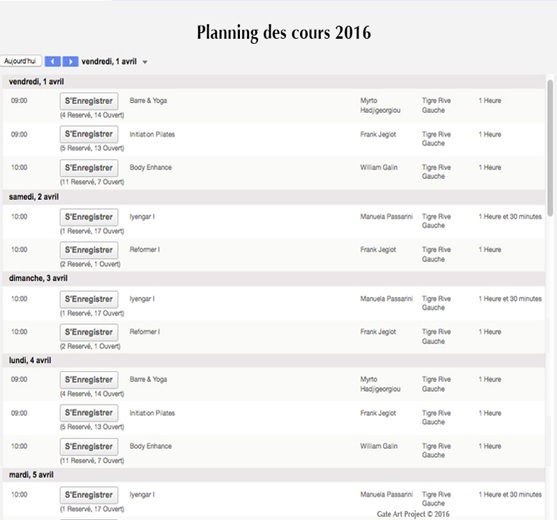 Planning des cours 2016
Aujourd'hui vendredi, 1 avril
vendredi, 1 avril
09:00 S'Enregistrer Barre & Yoga Myrto Tigre Rive 1 Heure
(4 Reservé, 14 Ouvert) Hadjigeorgiou Gauche
09:00 S'Enregistrer Initiation Pilates Frank Jegiot Tigre Rive 1 Heure
(5 Reservé, 13 Ouvert) Gauche
10:00 S'Enregistrer Body Enhance William Galin Tigre Rive 1 Heure
(11 Reservé, 7 Ouvert) Gauche
samedi, 2 avril
10:00 S'Enregistrer Iyengar I Manuela Passarini Tigre Rive 1 Heure et 30 minutes
(1 Reservé, 17 Ouvert) Gauche
10:00 S'Enregistrer Reformer I Frank Jegiot Tigre Rive 1 Heure
(2 Reservé, 1 Ouvert) Gauche
dimanche, 3 avril
10:00 S'Enregistrer Iyengar I Manuela Passarini Tigre Rive 1 Heure et 30 minutes
(1 Reservé, 17 Ouvert) Gauche
10:00 S'Enregistrer Reformer I Frank Jegiot Tigre Rive 1 Heure
(2 Reservé, 1 Ouvert) Gauche
lundi, 4 avril
09:00 S'Enregistrer Barre & Yoga Myrto Tigre Rive 1 Heure
(4 Reservé, 14 Ouvert) Hadjigeorgiou Gauche
09:00 S'Enregistrer Initiation Pilates Frank Jegiot Tigre Rive 1 Heure
(5 Reservé, 13 Ouvert) Gauche
10:00 S'Enregistrer Body Enhance William Galin Tigre Rive 1 Heure
(11 Reservé, 7 Ouvert) Gauche
mardi, 5 avril
10:00 S'Enregistrer Iyengar I Manuela Passarini Tigre Rive 1 Heure et 30 minutes
(1 Reservé, 17 Ouvert) Gauche
Gate Art Project © 2016